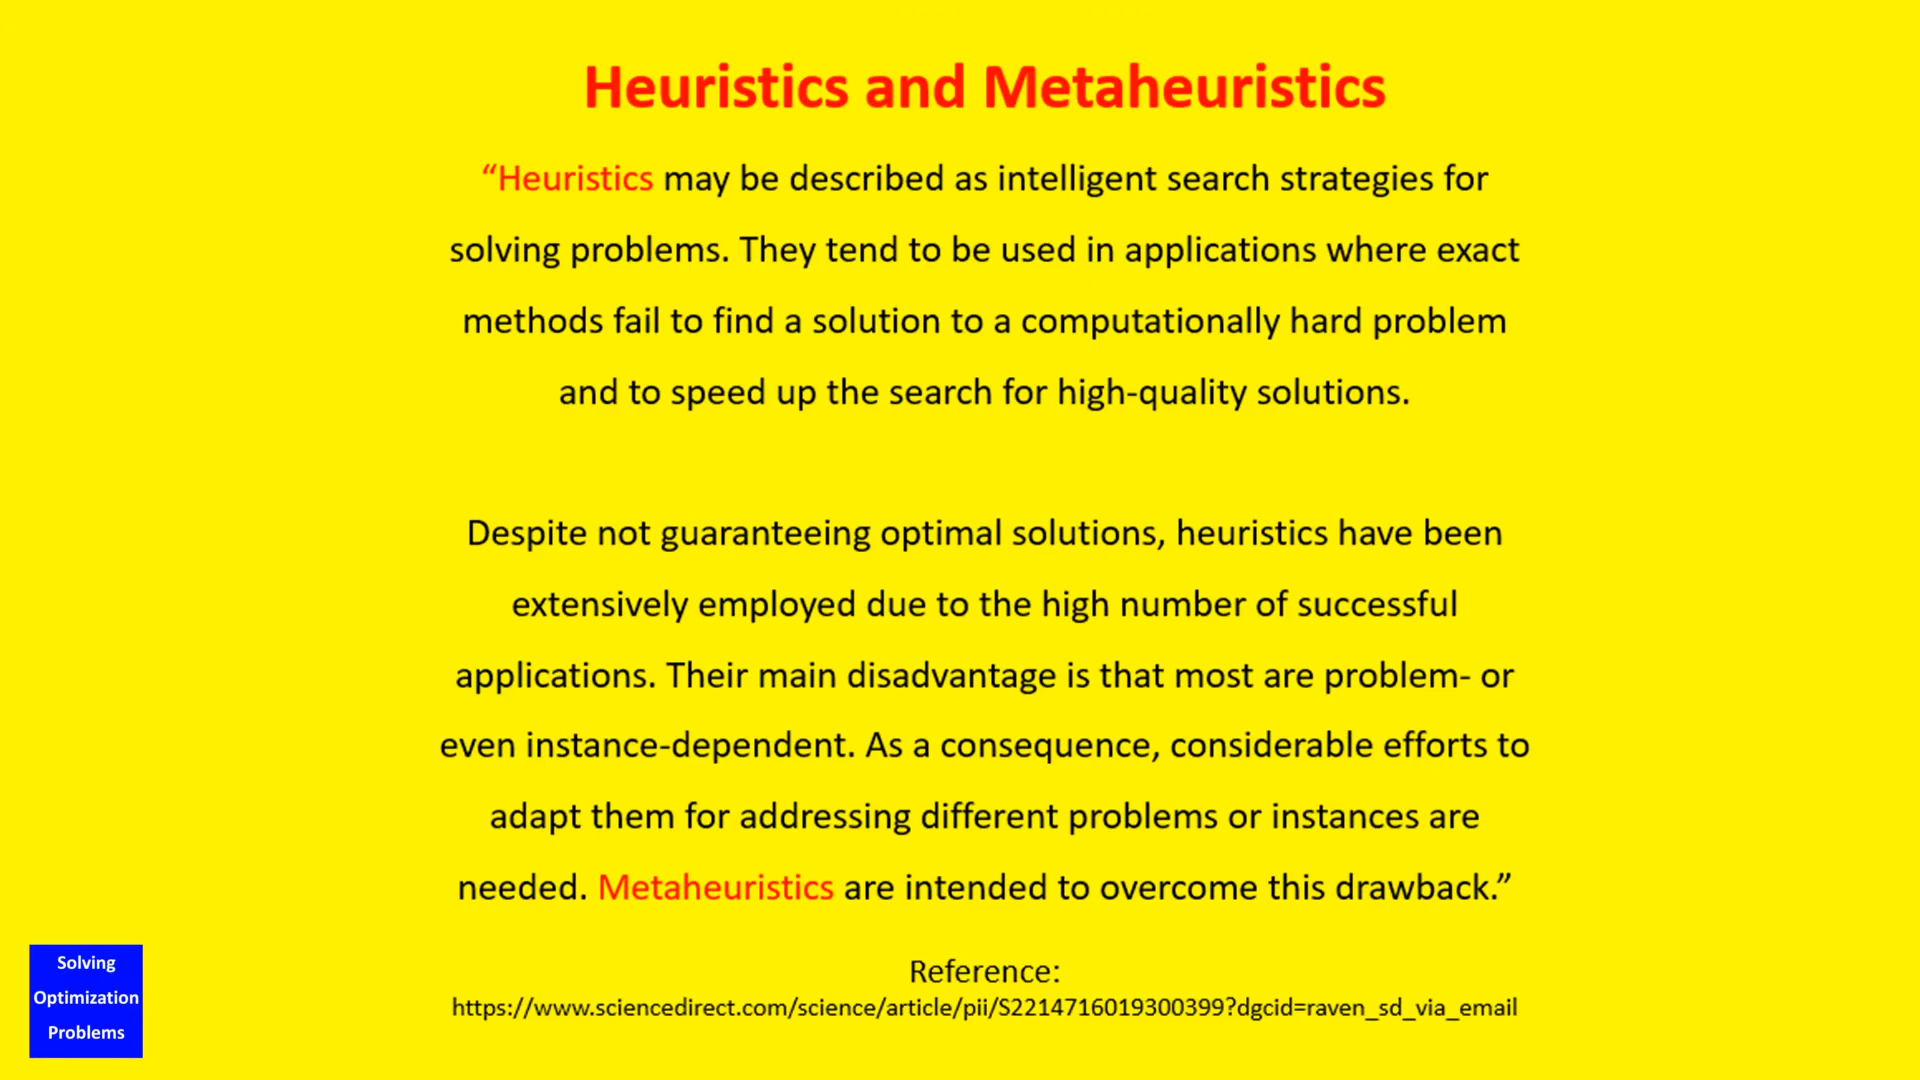 Heuristics and Metaheuristics
“Heuristics may be described as intelligent search strategies for
solving problems. They tend to be used in applications where exact
methods fail to find a solution to a computationally hard problem
and to speed up the search for high-quality solutions.
Despite not guaranteeing optimal solutions, heuristics have been
extensively employed due to the high number of successful
applications. Their main disadvantage is that most are problem- or
even instance-dependent. As a consequence, considerable efforts to
adapt them for addressing different problems or instances are
needed. Metaheuristics are intended to overcome this drawback.”
Reference:
https://www.sciencedirect.com/science/article/pii/S2214716019300399?dgcid=raven_sd_via_email
Solving
Optimization
Problems